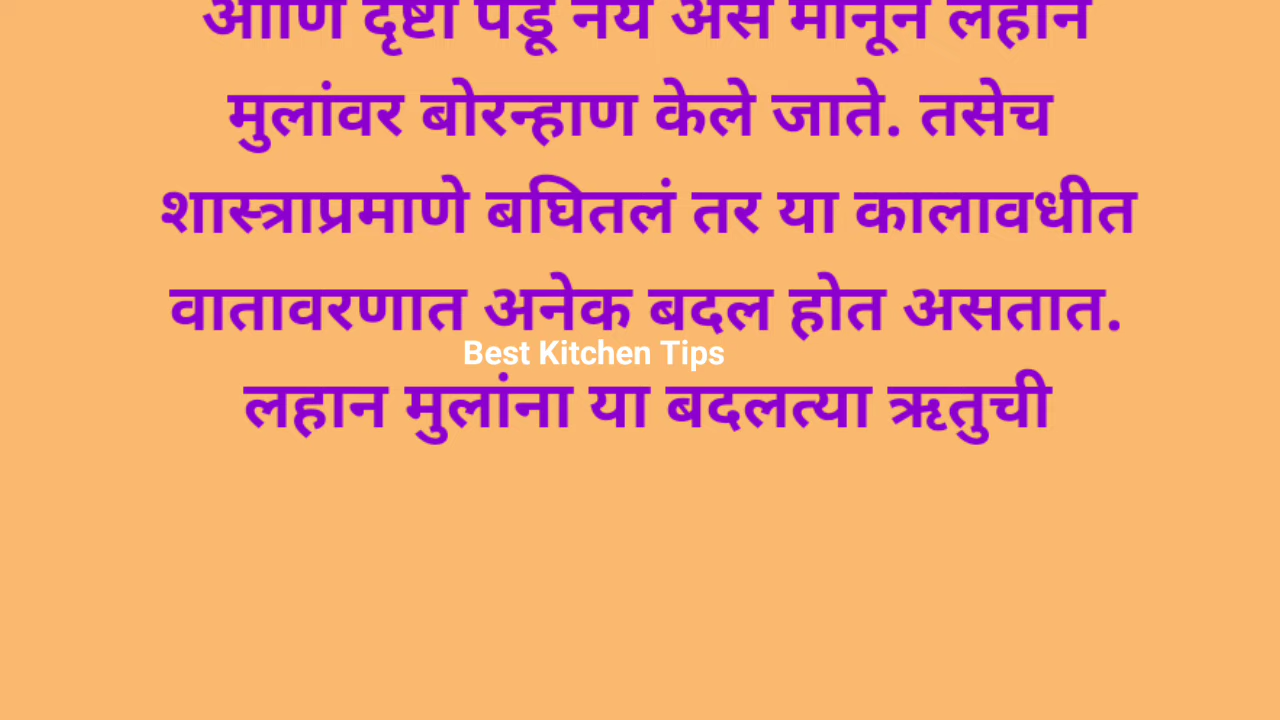 आणि दृष्टी पडू नये असे मानून लहान
मुलांवर बोरन्हाण केले जाते. तसेच
शास्त्राप्रमाणे बघितलं तर या कालावधीत
वातावरणात अनेक बदल होत असतात.
Best Kitchen Tips
लहान मुलांना या बदलत्या ऋतुची